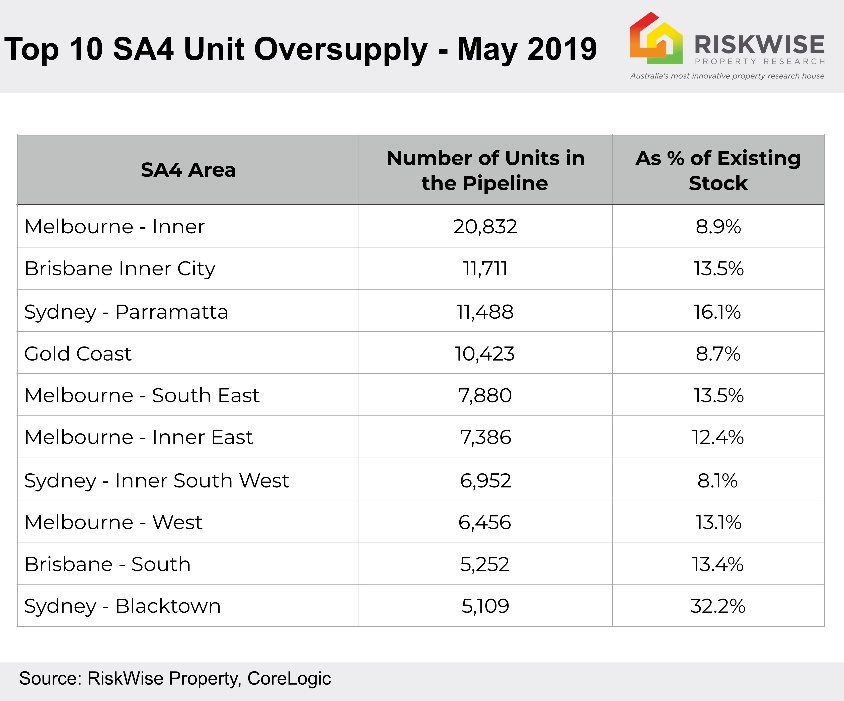 Top 10 SA4 Unit Oversupply - May 2019
RISKWISE
PROPERTY RESEARCH
Australia's most innovative property research house
SA4 Area
Number of Units in
the Pipeline
As % of Existing
Stock
Melbourne - Inner 20,832 8.9%
Brisbane Inner City 11,711 13.5%
Sydney - Parramatta 11,488 16.1%
Gold Coast 10,423 8.7%
Melbourne - South East 7,880 13.5%
Melbourne - Inner East 7,386 12.4%
Sydney - Inner South West 6,952 8.1%
Melbourne - West 6,456 13.1%
Brisbane - South 5,252 13.4%
Sydney - Blacktown 5,109 32.2%
Source: RiskWise Property, CoreLogic